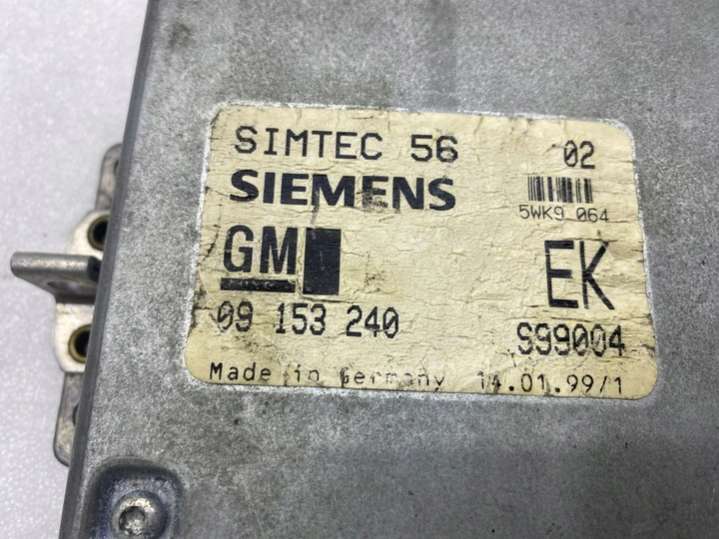 SIMTEC 56 02
SIEMENS
5WK9 064
GM
EK
09 153 240 S99004
Made in Germany 14.01.99/1